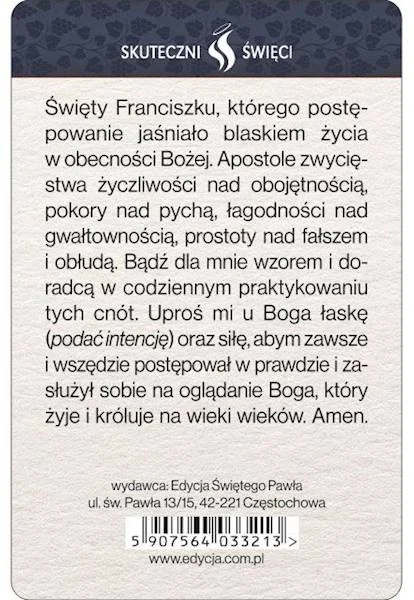 SKUTECZNI ŚWIĘCI
Święty Franciszku, którego postę-
powanie jaśniało blaskiem życia
w obecności Bożej. Apostole zwycię-
stwa życzliwości nad obojętnością,
pokory nad pychą, łagodności nad
gwałtownością, prostoty nad fałszem
i obłudą. Bądź dla mnie wzorem i do-
radcą w codziennym praktykowaniu
tych cnót. Uproś mi u Boga łaskę
(podać intencję) oraz siłę, abym zawsze
i wszędzie postępował w prawdzie i za-
służył sobie na oglądanie Boga, który
żyje i króluje na wieki wieków. Amen.
wydawca: Edycja Świętego Pawła
ul. św. Pawła 13/15, 42-221 Częstochowa
5 907564 033213 >
www.edycja.com.pl